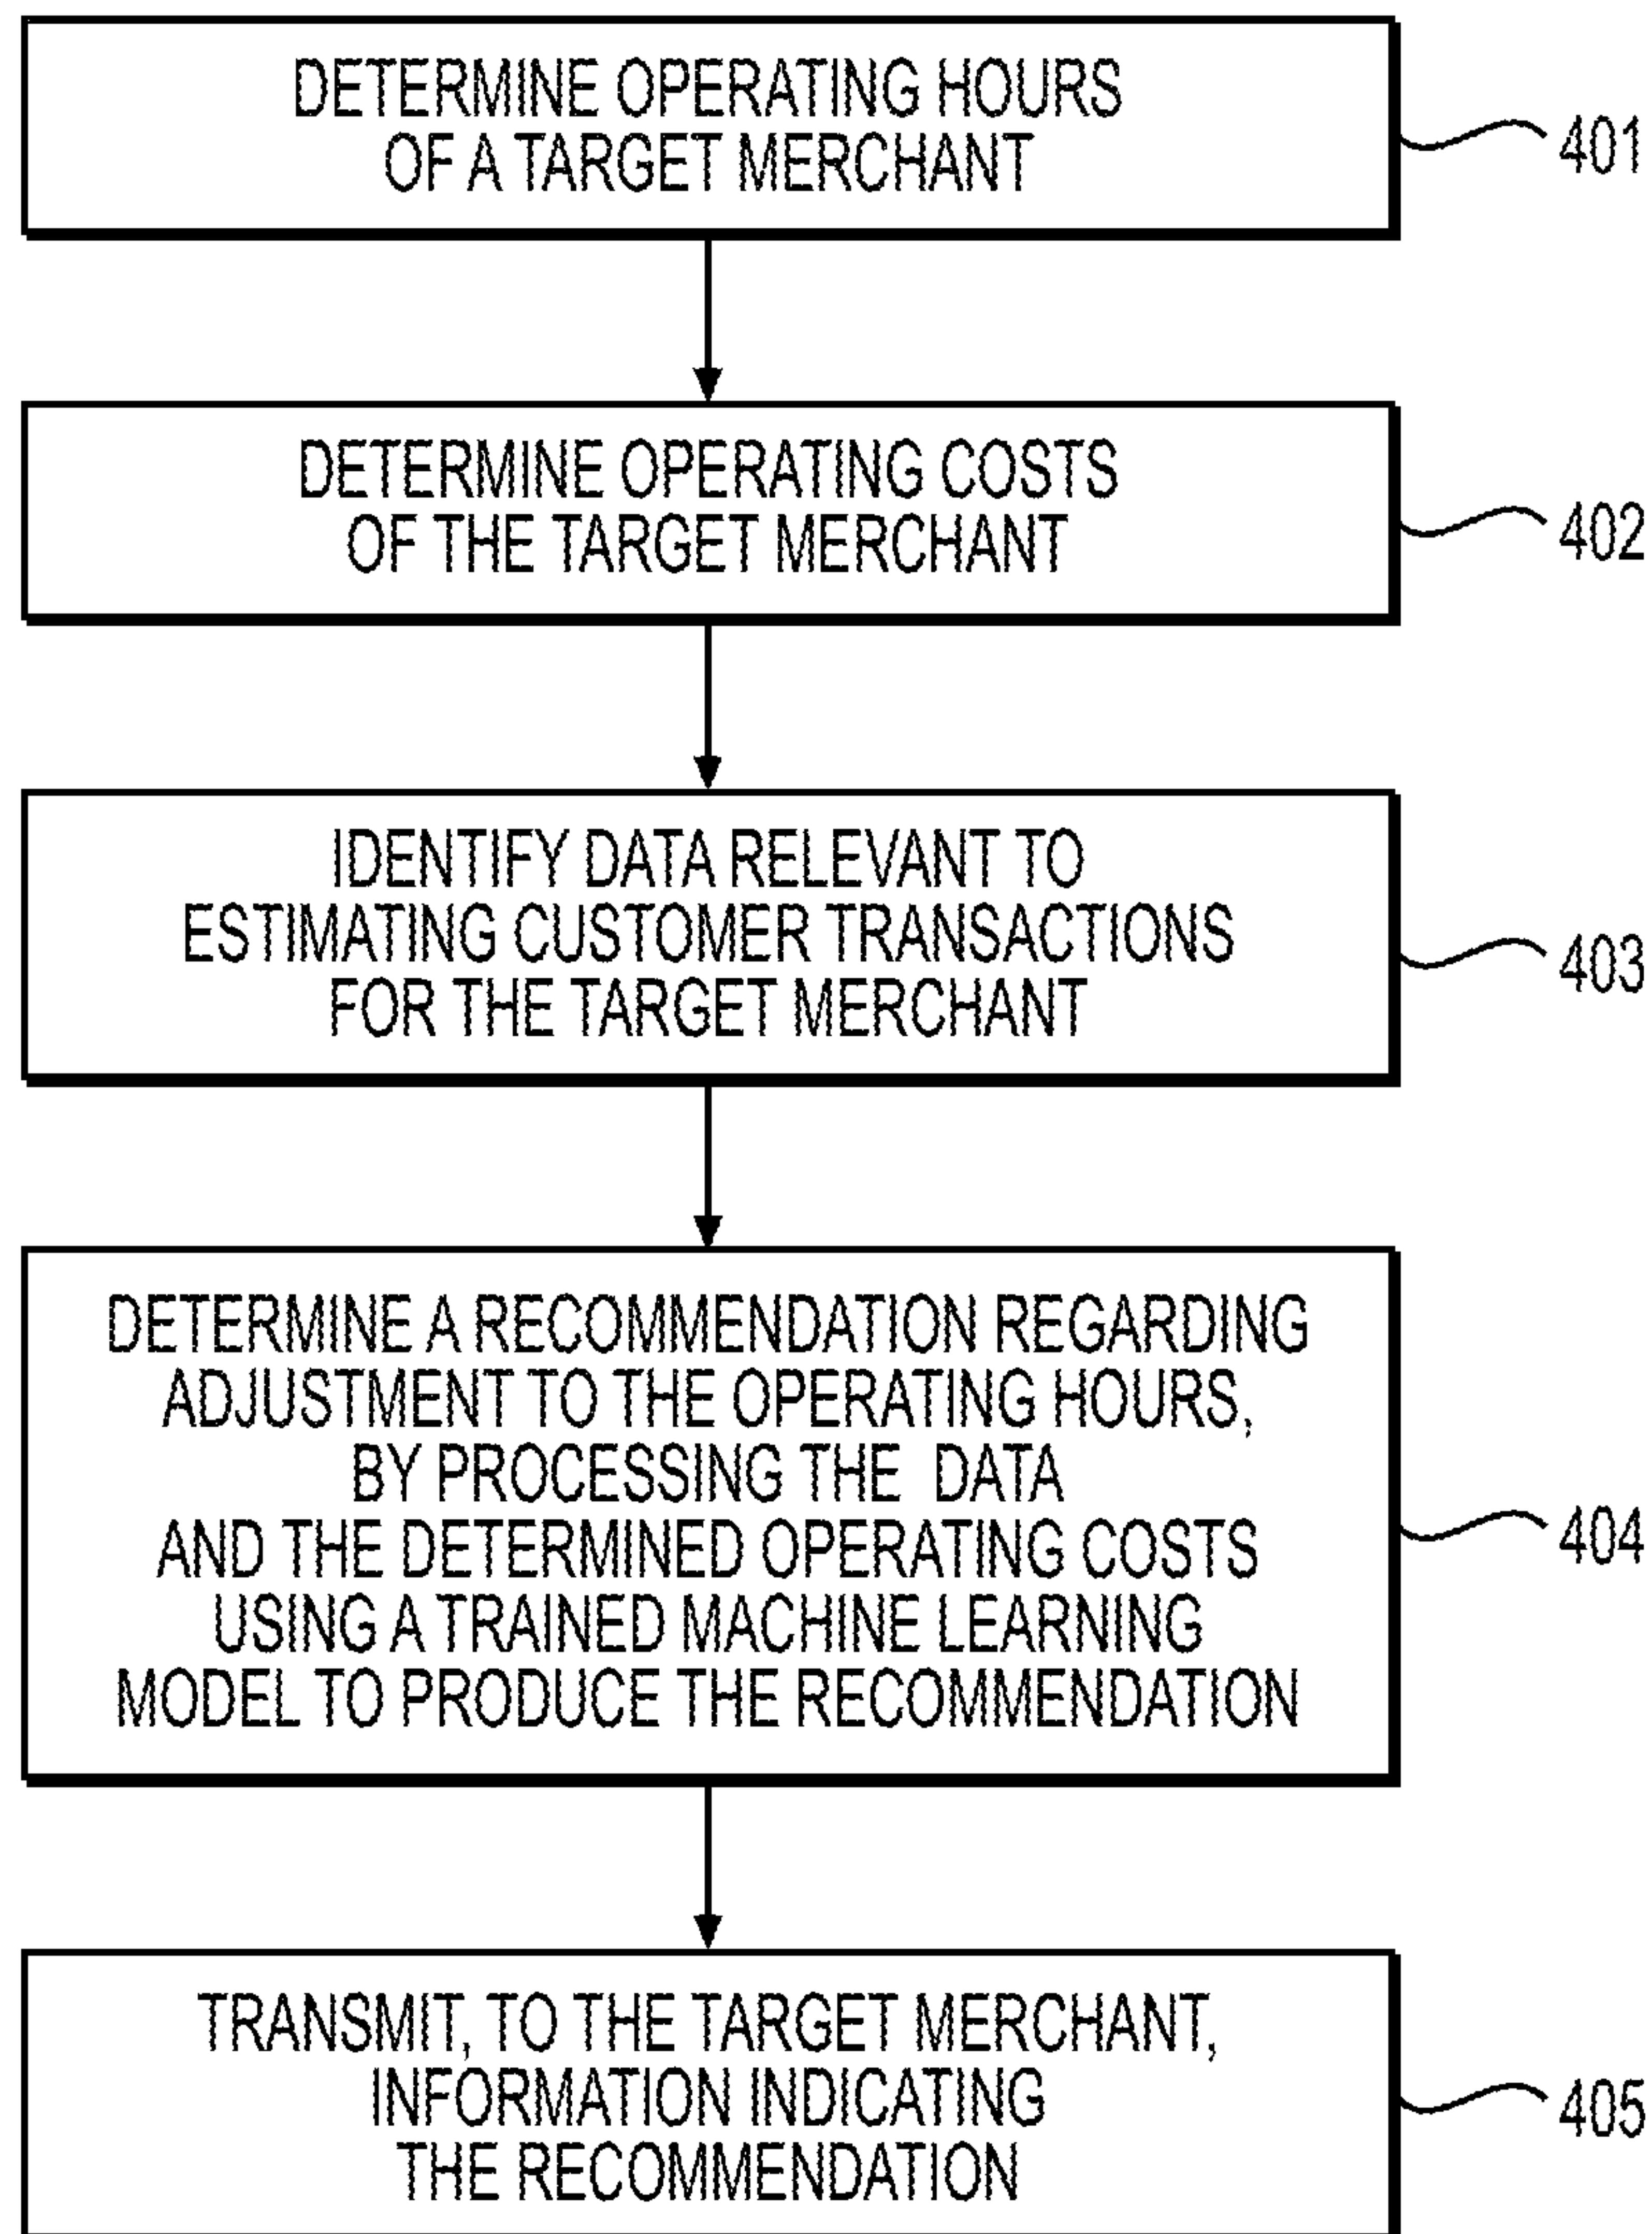 DETERMINE OPERATING HOURS
OF A TARGET MERCHANT
401
DETERMINE OPERATING COSTS
OF THE TARGET MERCHANT
402
IDENTIFY DATA RELEVANT TO
ESTIMATING CUSTOMER TRANSACTIONS
FOR THE TARGET MERCHANT
403
DETERMINE A RECOMMENDATION REGARDING
ADJUSTMENT TO THE OPERATING HOURS,
BY PROCESSING THE DATA
AND THE DETERMINED OPERATING COSTS
USING A TRAINED MACHINE LEARNING
MODEL TO PRODUCE THE RECOMMENDATION
404
TRANSMIT, TO THE TARGET MERCHANT,
INFORMATION INDICATING
THE RECOMMENDATION
405